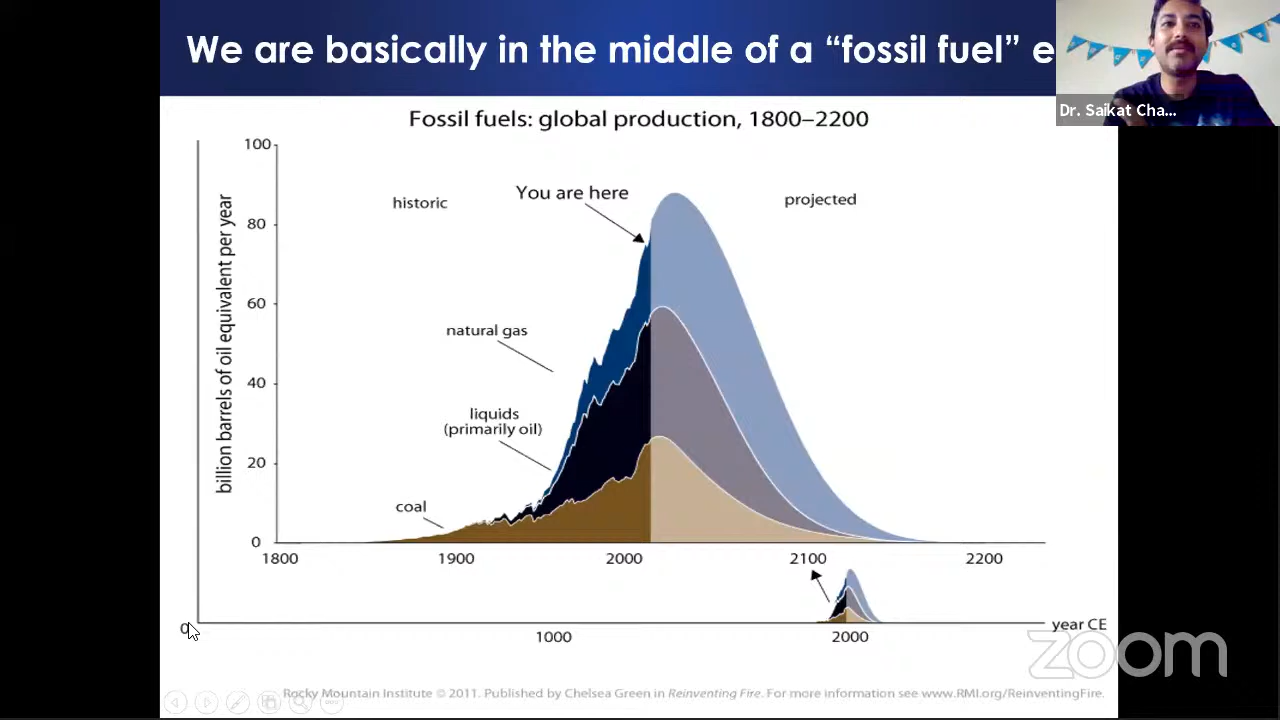 We are basically in the middle of a “fossil fuel” e
Dr. Saikat Cha...
Fossil fuels: global production, 1800–2200
100
80
60
40
20
0
billion barrels of oil equivalent per year
historic
You are here
projected
natural gas
liquids
(primarily oil)
coal
1800 1900 2000 2100 2200
0
1000 2000
year CE
zoom
Rocky Mountain Institute © 2011. Published by Chelsea Green in Reinventing Fire. For more information see www.RMI.org/ReinventingFire.